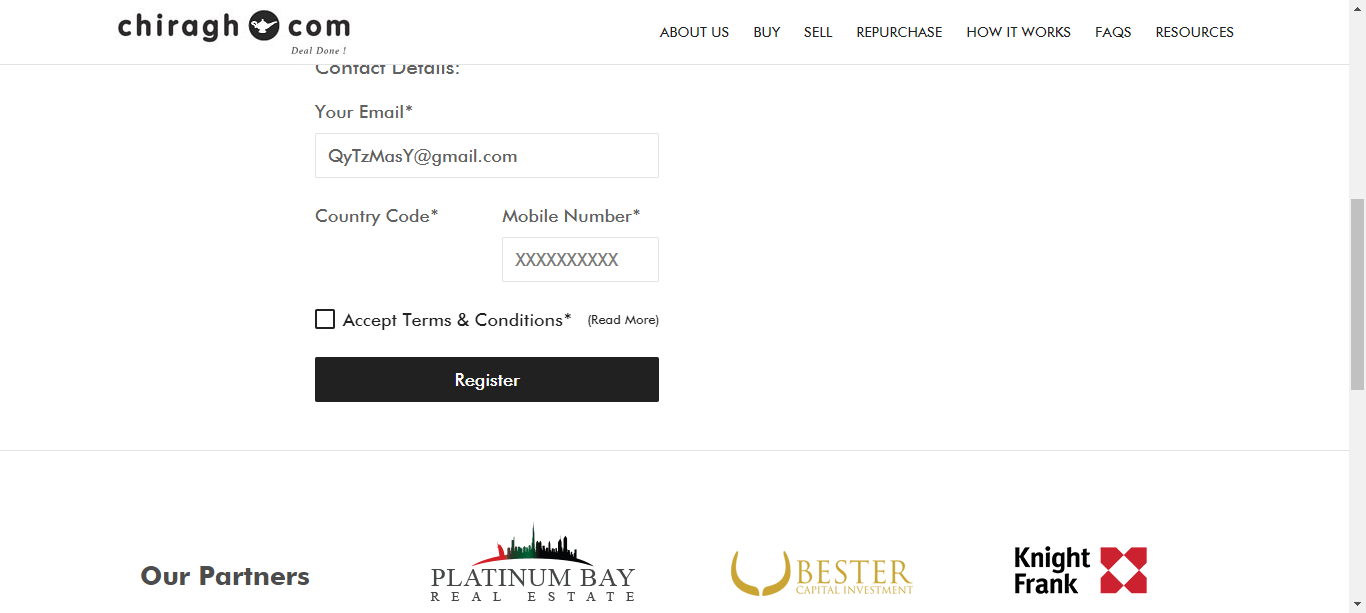 chiragh com
Deal Done !
ABOUT US BUY SELL REPURCHASE HOW IT WORKS FAQS RESOURCES
Contact Details:
Your Email*
QyTzMasY@gmail.com
Country Code* Mobile Number*
XXXXXXXXXX
Accept Terms & Conditions* (Read More)
Register
Our Partners
PLATINUM BAY
REAL ESTATE
BESTER
CAPITAL INVESTMENT
Knight
Frank